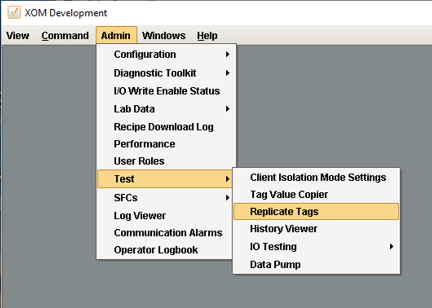 XOM Development
View Command Admin Windows Help
Configuration
Diagnostic Toolkit
I/O Write Enable Status
Lab Data
Recipe Download Log
Performance
User Roles
Test
SFCs
Log Viewer
Communication Alarms
Operator Logbook
Client Isolation Mode Settings
Tag Value Copier
Replicate Tags
History Viewer
IO Testing
Data Pump